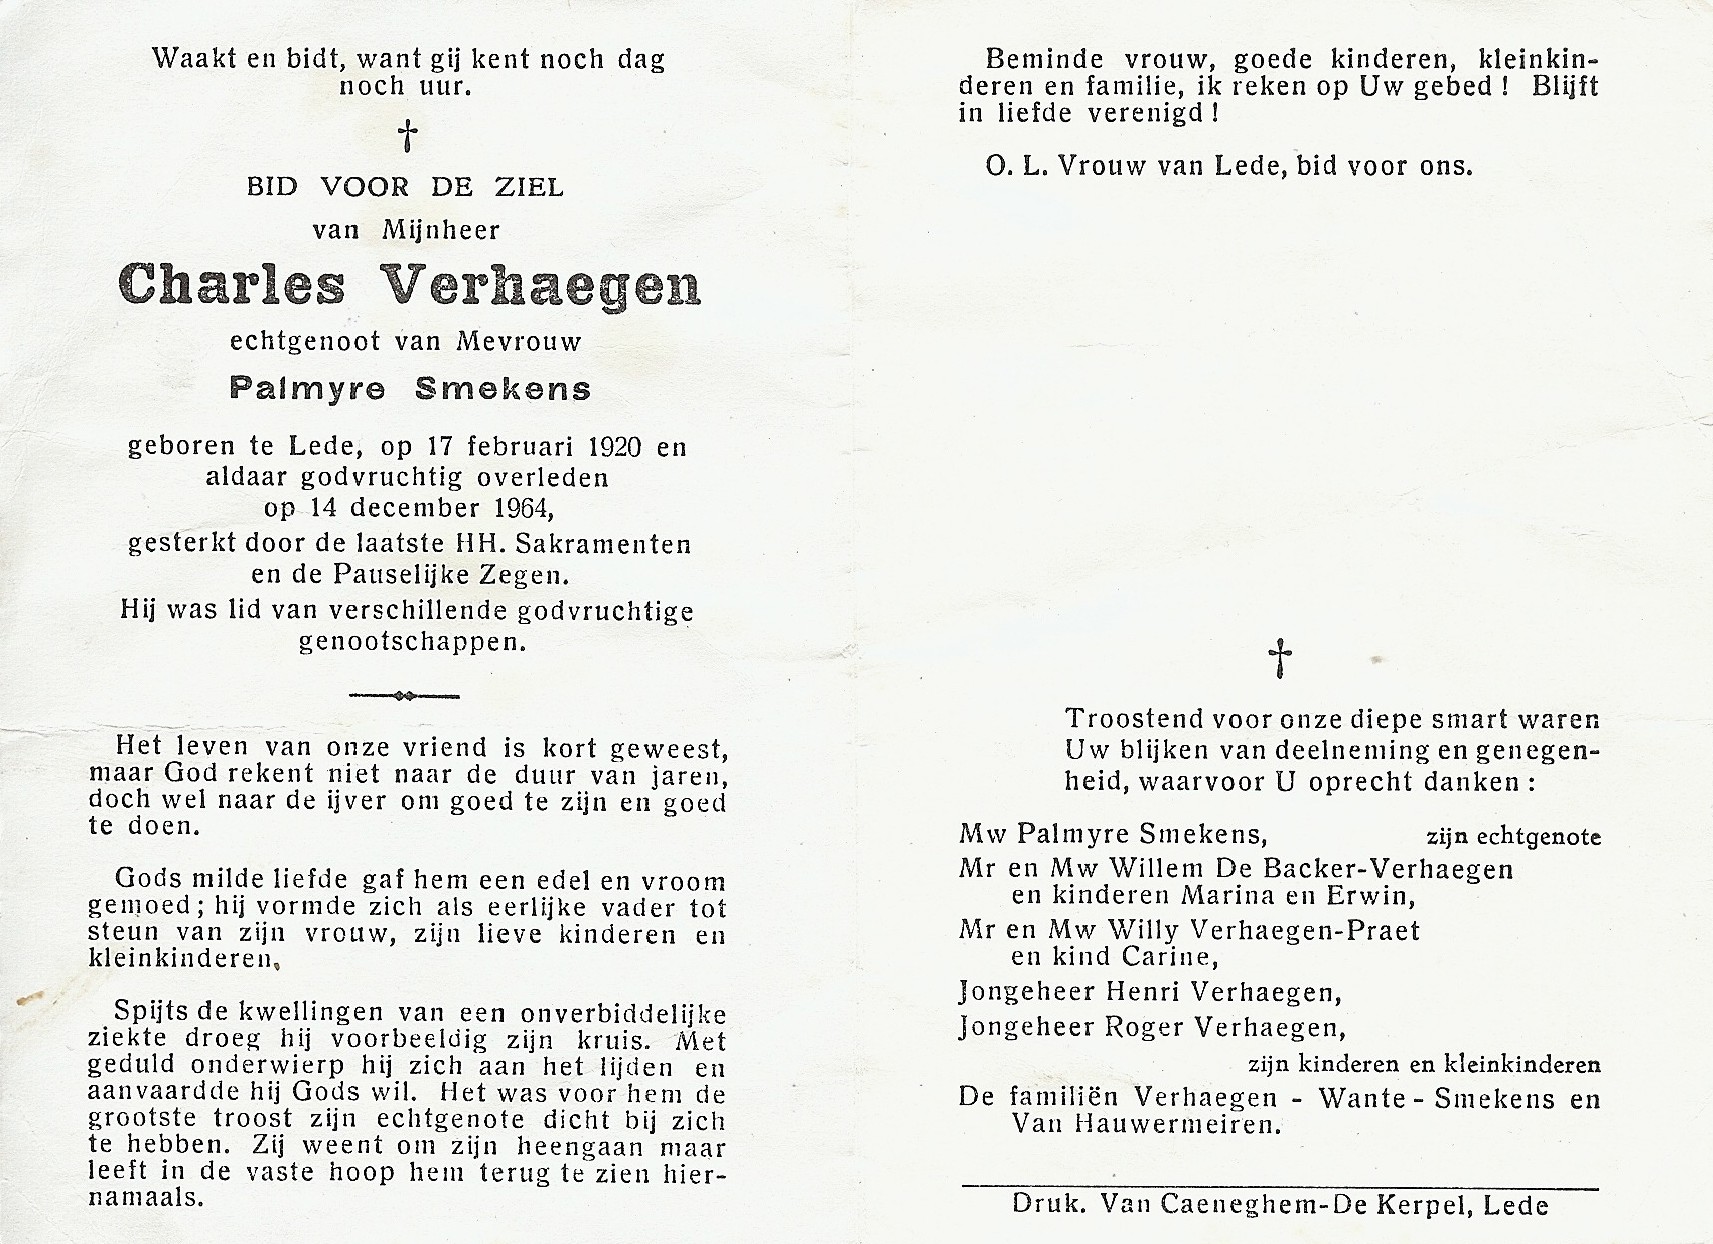 Waakt en bidt, want gij kent noch dag
noch uur.
†
BID VOOR DE ZIEL
van Mijnheer
Charles Verhaegen
echtgenoot van Mevrouw
Palmyre Smekens
geboren te Lede, op 17 februari 1920 en
aldaar godvruchtig overleden
op 14 december 1964,
gesterkt door de laatste HH. Sakramenten
en de Pauselijke Zegen.
Hij was lid van verschillende godvruchtige
genootschappen.
Het leven van onze vriend is kort geweest,
maar God rekent niet naar de duur van jaren,
doch wel naar de ijver om goed te zijn en goed
te doen.
Gods milde liefde gaf hem een edel en vroom
gemoed; hij vormde zich als eerlijke vader tot
steun van zijn vrouw, zijn lieve kinderen en
kleinkinderen.
Spijts de kwellingen van een onverbiddelijke
ziekte droeg hij voorbeeldig zijn kruis. Met
geduld onderwierp hij zich aan het lijden en
aanvaardde hij Gods wil. Het was voor hem de
grootste troost zijn echtgenote dicht bij zich
te hebben. Zij weent om zijn heengaan maar
leeft in de vaste hoop hem terug te zien hier-
namaals.
Beminde vrouw, goede kinderen, kleinkin-
deren en familie, ik reken op Uw gebed! Blijft
in liefde verenigd!
O. L. Vrouw van Lede, bid voor ons.
†
Troostend voor onze diepe smart waren
Uw blijken van deelneming en genegen-
heid, waarvoor U oprecht danken:
Mw Palmyre Smekens, zijn echtgenote
Mr en Mw Willem De Backer-Verhaegen
en kinderen Marina en Erwin,
Mr en Mw Willy Verhaegen-Praet
en kind Carine,
Jongeheer Henri Verhaegen,
Jongeheer Roger Verhaegen,
zijn kinderen en kleinkinderen
De familiën Verhaegen - Wante - Smekens en
Van Hauwermeiren.
Druk. Van Caeneghem-De Kerpel, Lede